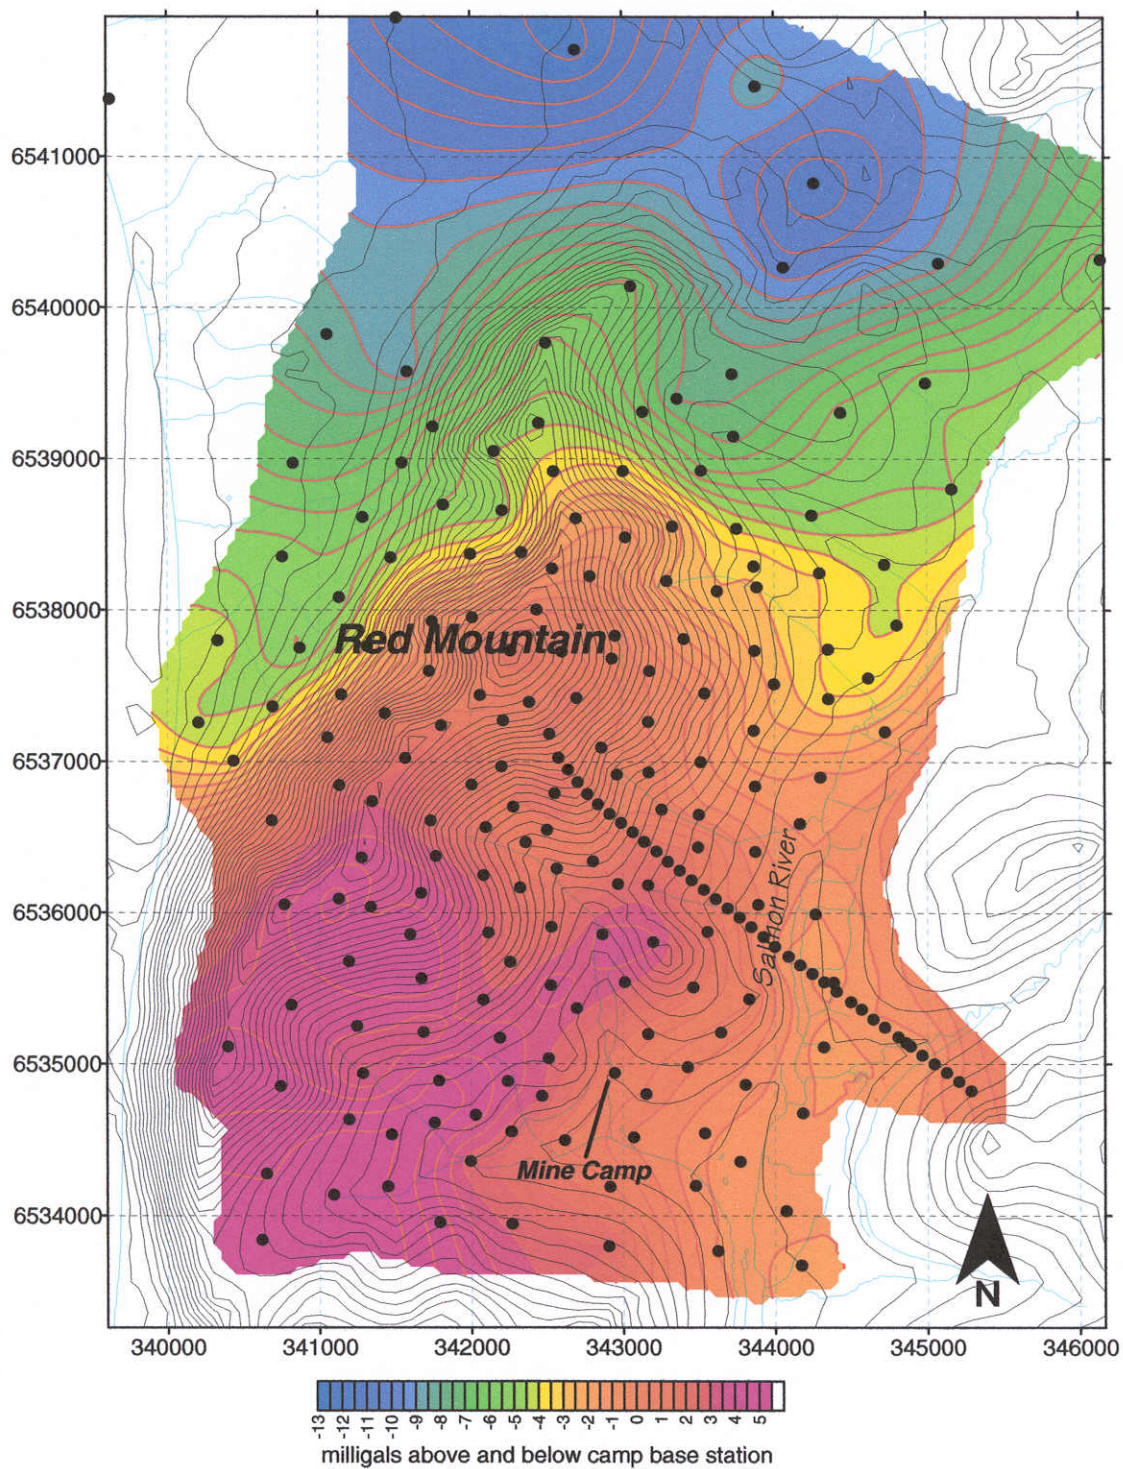 6541000
6540000
6539000
6538000
Red Mountain
6537000
Salmon River
6536000
6535000
Mine Camp
6534000
N
340000 341000 342000 343000 344000 345000 346000
-13 -12 -11 -10 -9 -8 -7 -6 -5 -4 -3 -2 -1 0 1 2 3 4 5
milligals above and below camp base station